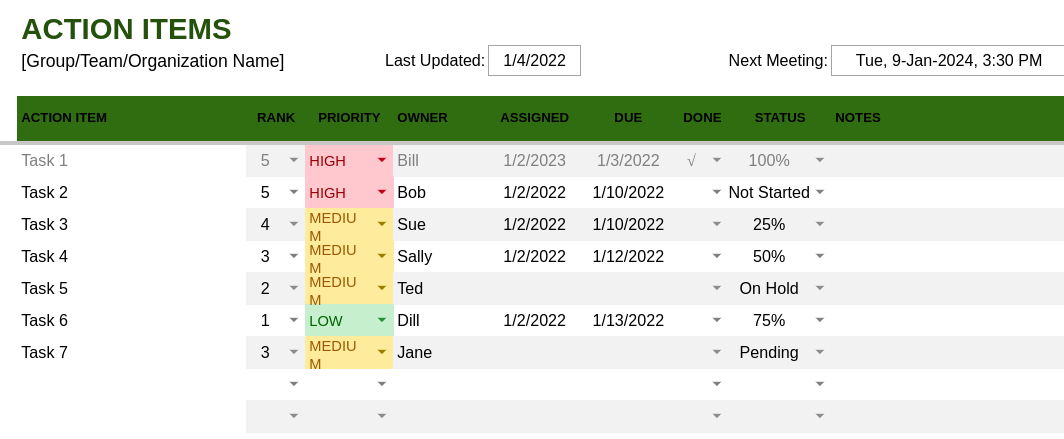 ACTION ITEMS
[Group/Team/Organization Name] Last Updated: 1/4/2022 Next Meeting: Tue, 9-Jan-2024, 3:30 PM
ACTION ITEM RANK PRIORITY OWNER ASSIGNED DUE DONE STATUS NOTES
Task 1 5 HIGH Bill 1/2/2023 1/3/2022 √ 100%
Task 2 5 HIGH Bob 1/2/2022 1/10/2022 Not Started
Task 3 4 MEDIU
M Sue 1/2/2022 1/10/2022 25%
Task 4 3 MEDIU
M Sally 1/2/2022 1/12/2022 50%
Task 5 2 MEDIU
M Ted On Hold
Task 6 1 LOW Dill 1/2/2022 1/13/2022 75%
Task 7 3 MEDIU
M Jane Pending